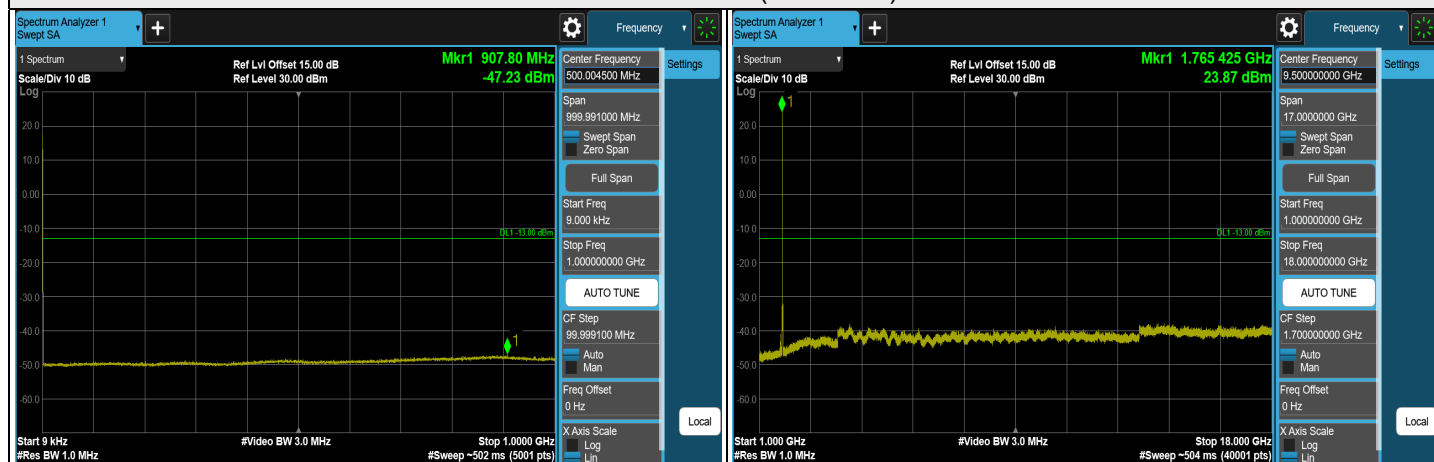 Spectrum Analyzer 1
Swept SA
+
Frequency
1 Spectrum
Scale/Div 10 dB
Log
Ref Lvl Offset 15.00 dB
Ref Level 30.00 dBm
Mkr1 907.80 MHz
-47.23 dBm
1
20.0
10.0
0.00
-10.0
-20.0
-30.0
-40.0
-50.0
-60.0
DL1 -13.00 dBm
Start 9 kHz
#Res BW 1.0 MHz
#Video BW 3.0 MHz
Stop 1.0000 GHz
#Sweep ~502 ms (5001 pts)
Center Frequency
500.004500 MHz
Span
999.991000 MHz
Swept Span
Zero Span
Full Span
Start Freq
9.000 kHz
Stop Freq
1.000000000 GHz
AUTO TUNE
CF Step
99.999100 MHz
Auto
Man
Freq Offset
0 Hz
X Axis Scale
Log
Lin
Settings
Local
Spectrum Analyzer 1
Swept SA
+
Frequency
1 Spectrum
Scale/Div 10 dB
Log
Ref Lvl Offset 15.00 dB
Ref Level 30.00 dBm
Mkr1 1.765 425 GHz
23.87 dBm
1
20.0
10.0
0.00
-10.0
-20.0
-30.0
-40.0
-50.0
-60.0
DL1 -13.00 dBm
Start 1.000 GHz
#Res BW 1.0 MHz
#Video BW 3.0 MHz
Stop 18.000 GHz
#Sweep ~504 ms (40001 pts)
Center Frequency
9.500000000 GHz
Span
17.0000000 GHz
Swept Span
Zero Span
Full Span
Start Freq
1.000000000 GHz
Stop Freq
18.000000000 GHz
AUTO TUNE
CF Step
1.700000000 GHz
Auto
Man
Freq Offset
0 Hz
X Axis Scale
Log
Lin
Settings
Local